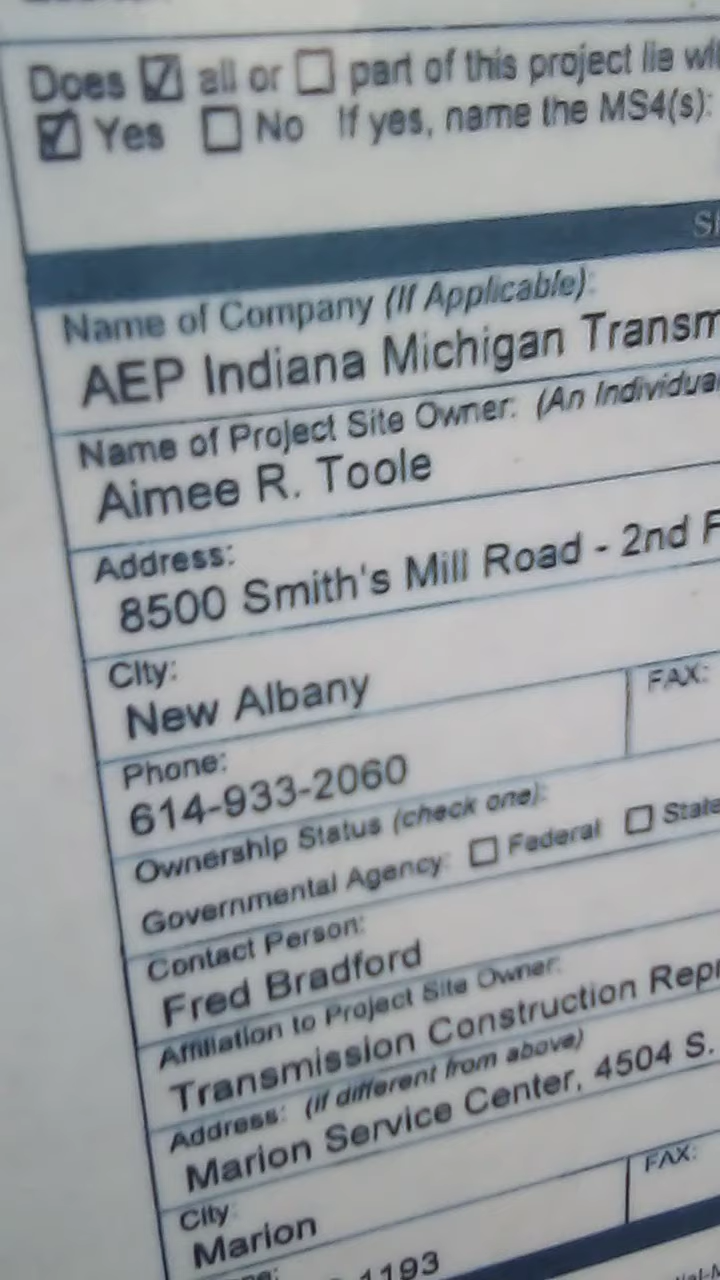 Does ☑ all or ☐ part of this project lie
☑ Yes ☐ No If yes, name the MS4(s):
Name of Company (If Applicable):
AEP Indiana Michigan Transm
Name of Project Site Owner: (An Individua
Aimee R. Toole
Address:
8500 Smith's Mill Road - 2nd F
City:
New Albany
FAX:
Phone:
614-933-2060
Ownership Status (check one):
Governmental Agency: ☐ Federal ☐ State
Contact Person:
Fred Bradford
Affiliation to Project Site Owner:
Transmission Construction Repr
Address: (If different from above)
Marion Service Center, 4504 S.
City:
Marion
FAX:
1193